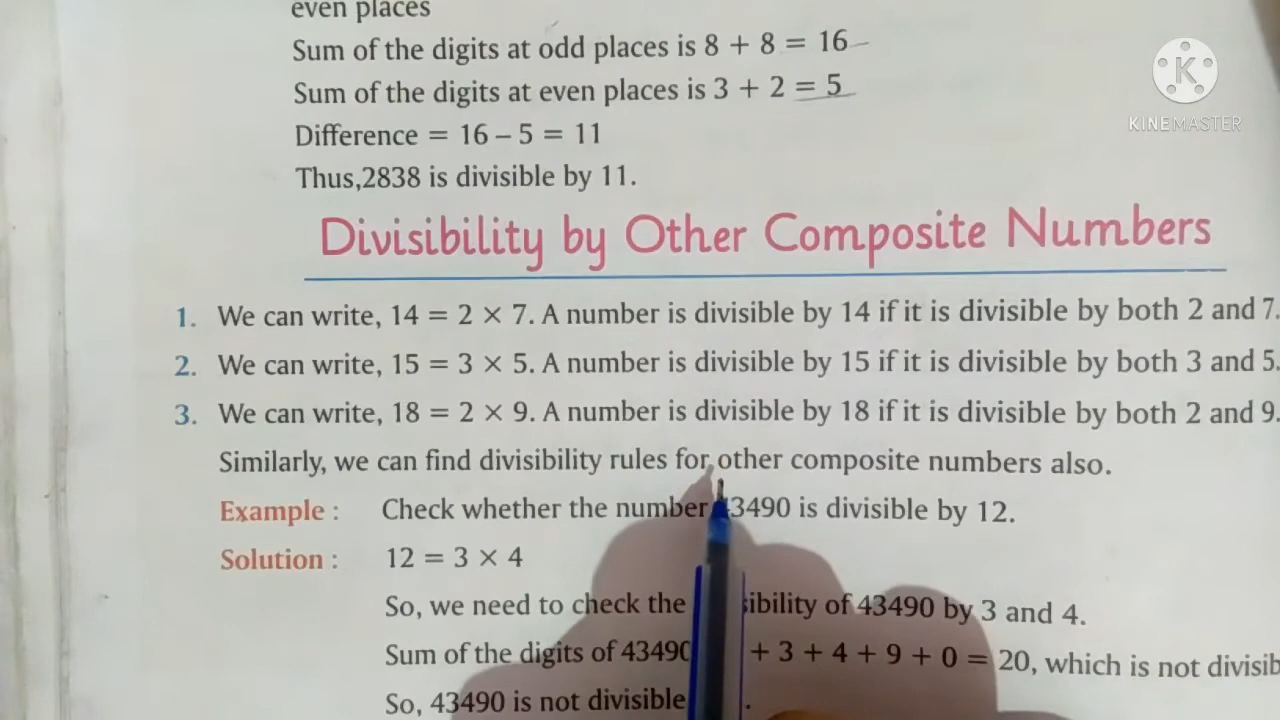 even places
Sum of the digits at odd places is 8 + 8 = 16
Sum of the digits at even places is 3 + 2 = 5
Difference = 16 – 5 = 11
Thus,2838 is divisible by 11.
KINEMASTER
Divisibility by Other Composite Numbers
1. We can write, 14 = 2 × 7. A number is divisible by 14 if it is divisible by both 2 and 7.
2. We can write, 15 = 3 × 5. A number is divisible by 15 if it is divisible by both 3 and 5.
3. We can write, 18 = 2 × 9. A number is divisible by 18 if it is divisible by both 2 and 9.
Similarly, we can find divisibility rules for other composite numbers also.
Example : Check whether the number 43490 is divisible by 12.
Solution : 12 = 3 × 4
So, we need to check the of 43490 by 3 and 4.
Sum of the digits of 43490 + 3 + 4 + 9 + 0 = 20, which is not
So, 43490 is not divisible